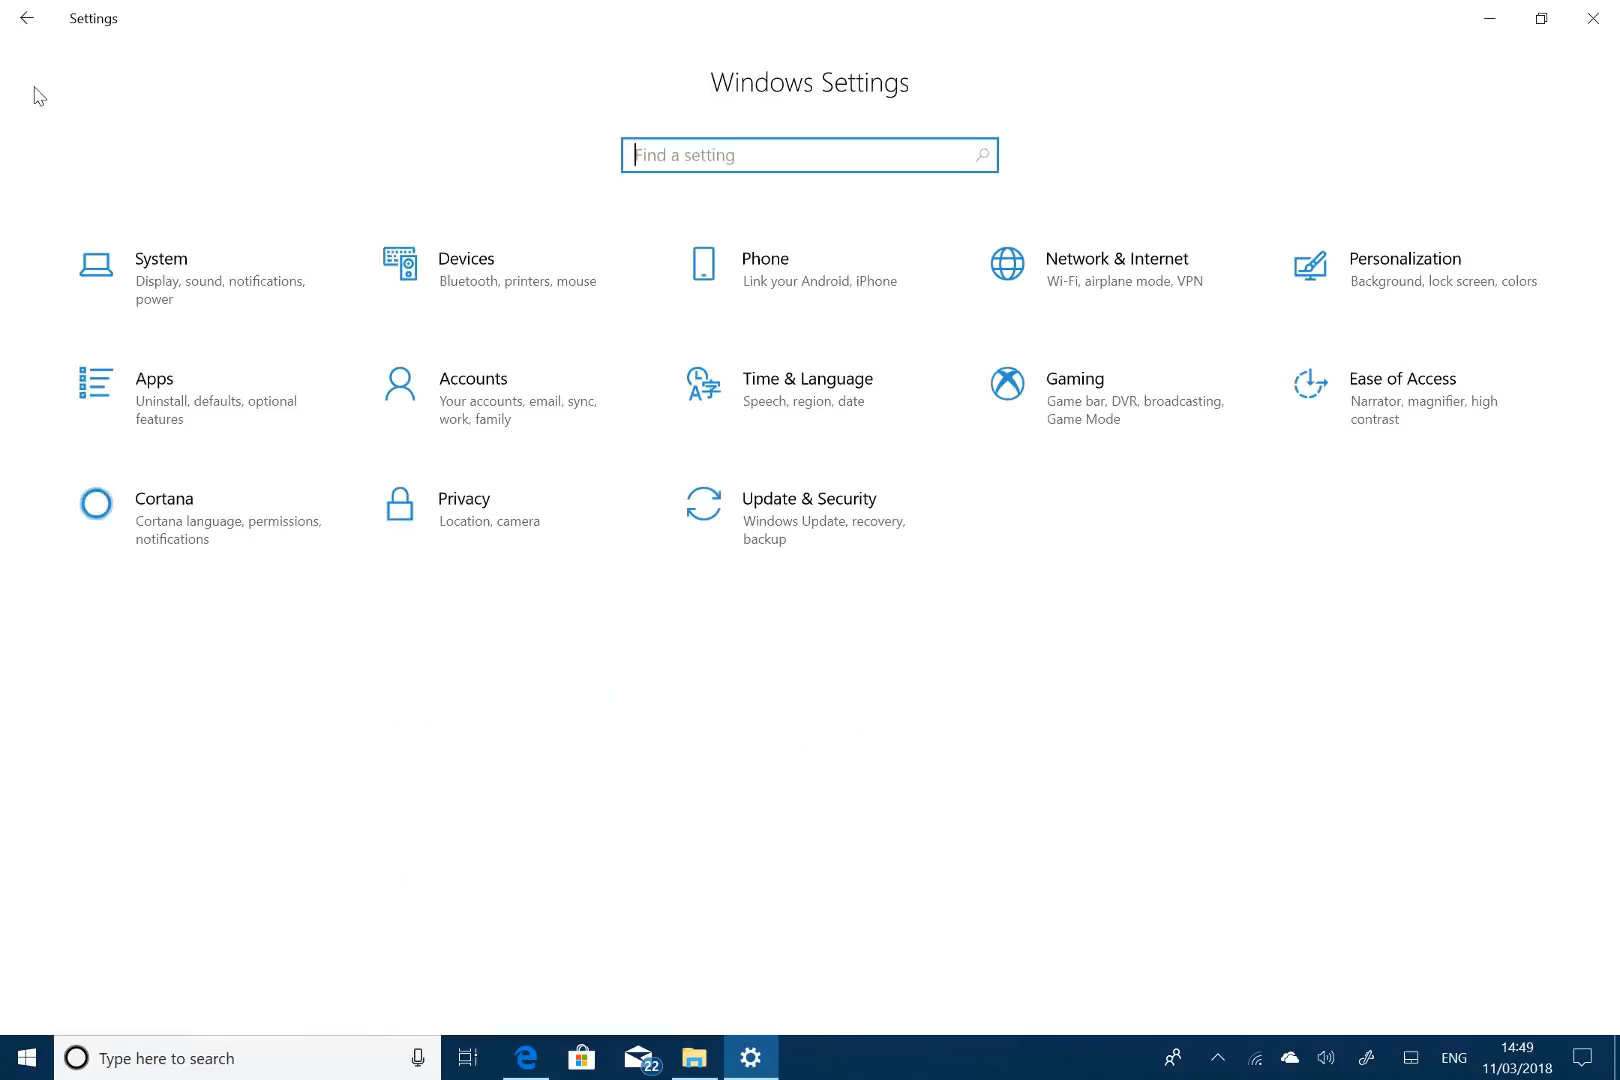 Settings
Windows Settings
Find a setting
System
Display, sound, notifications,
power
Devices
Bluetooth, printers, mouse
Phone
Link your Android, iPhone
Network & Internet
Wi-Fi, airplane mode, VPN
Personalization
Background, lock screen, colors
Apps
Uninstall, defaults, optional
features
Accounts
Your accounts, email, sync,
work, family
Time & Language
Speech, region, date
Gaming
Game bar, DVR, broadcasting,
Game Mode
Ease of Access
Narrator, magnifier, high
contrast
Cortana
Cortana language, permissions,
notifications
Privacy
Location, camera
Update & Security
Windows Update, recovery,
backup
Type here to search
22
ENG
14:49
11/03/2018